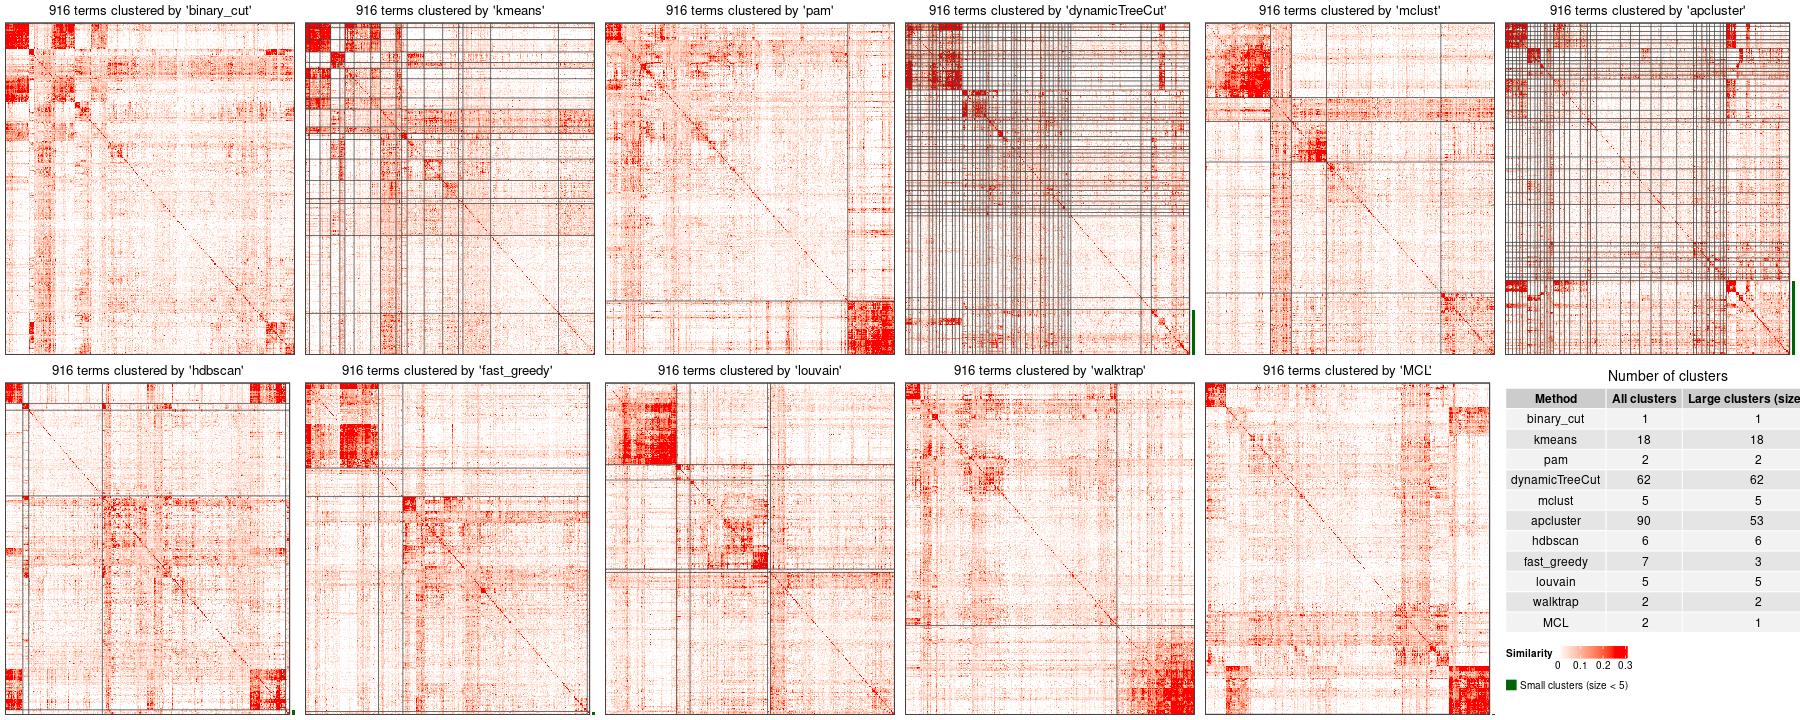 916 terms clustered by 'binary_cut'
916 terms clustered by 'kmeans'
916 terms clustered by 'pam'
916 terms clustered by 'dynamicTreeCut'
916 terms clustered by 'mclust'
916 terms clustered by 'apcluster'
916 terms clustered by 'hdbscan'
916 terms clustered by 'fast_greedy'
916 terms clustered by 'louvain'
916 terms clustered by 'walktrap'
916 terms clustered by 'MCL'
Number of clusters
Method All clusters Large clusters (size
binary_cut 1 1
kmeans 18 18
pam 2 2
dynamicTreeCut 62 62
mclust 5 5
apcluster 90 53
hdbscan 6 6
fast_greedy 7 3
louvain 5 5
walktrap 2 2
MCL 2 1
Similarity
0 0.1 0.2 0.3
Small clusters (size < 5)